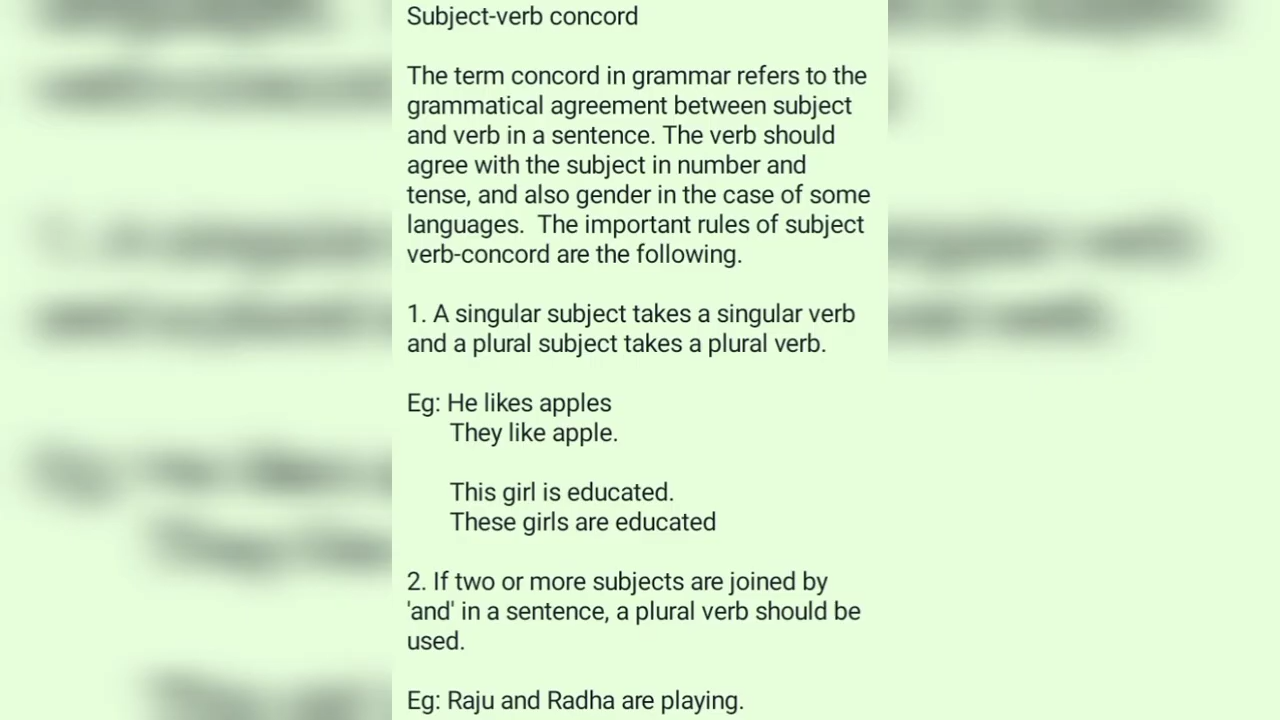 Subject-verb concord
The term concord in grammar refers to the
grammatical agreement between subject
and verb in a sentence. The verb should
agree with the subject in number and
tense, and also gender in the case of some
languages.  The important rules of subject
verb-concord are the following.
1. A singular subject takes a singular verb
and a plural subject takes a plural verb.
Eg: He likes apples
They like apple.
This girl is educated.
These girls are educated
2. If two or more subjects are joined by
'and' in a sentence, a plural verb should be
used.
Eg: Raju and Radha are playing.